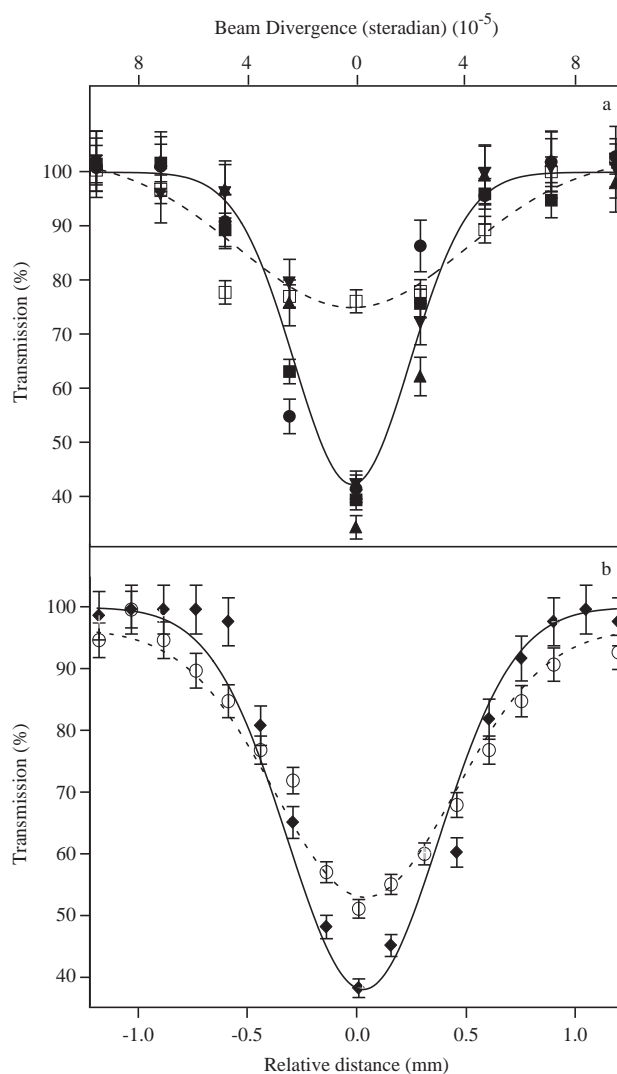 Beam Divergence (steradian) (10-5)
8 4 0 4 8
a
100
90
80
70
60
50
40
Transmission (%)
b
100
90
80
70
60
50
40
Transmission (%)
-1.0 -0.5 0.0 0.5 1.0
Relative distance (mm)